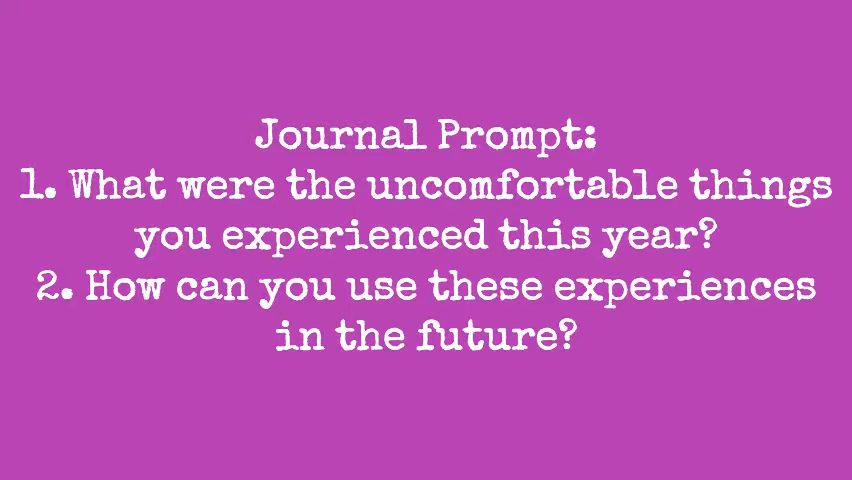 Journal Prompt:
1. What were the uncomfortable things
you experienced this year?
2. How can you use these experiences
in the future?